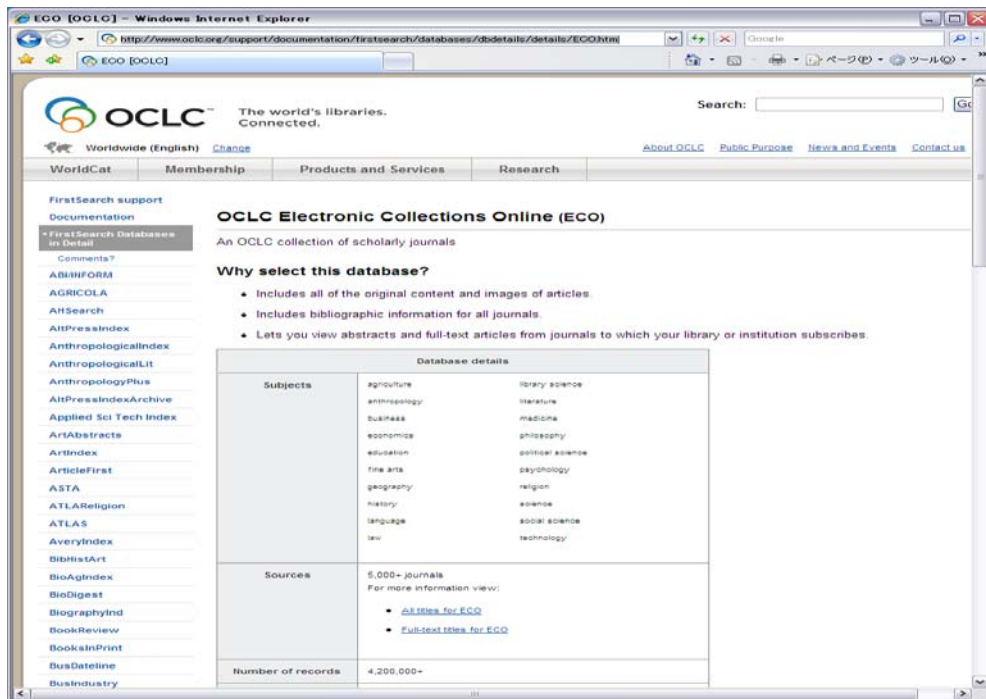 ECO [OCLC] - Windows Internet Explorer
http://www.oclc.org/support/documentation/firstsearch/databases/dbdetails/details/ECO.htm
Google
ECO [OCLC]
ページ(P)
ツール(O)
OCLC™
The world's libraries.
Connected.
Search:
Worldwide (English) Change
About OCLC Public Purpose News and Events Contact us
WorldCat Membership Products and Services Research
FirstSearch support
Documentation
FirstSearch Databases
in Detail
Comments?
ABI/INFORM
AGRICOLA
AHSearch
AltPressIndex
AnthropologicalIndex
AnthropologicalLit
AnthropologyPlus
AltPressIndexArchive
Applied Sci Tech Index
ArtAbstracts
ArtIndex
ArticleFirst
ASTA
ATLAReligion
ATLAS
AveryIndex
BibHistArt
BioAgIndex
BioDigest
BiographyInd
BookReview
BooksInPrint
BusDateline
BusIndustry
OCLC Electronic Collections Online (ECO)
An OCLC collection of scholarly journals
Why select this database?
• Includes all of the original content and images of articles.
• Includes bibliographic information for all journals.
• Lets you view abstracts and full-text articles from journals to which your library or institution subscribes.
Database details
Subjects
agriculture
anthropology
business
economics
education
fine arts
geography
history
language
law
library science
literature
medicine
philosophy
political science
psychology
religion
science
social science
technology
Sources
5,000+ journals
For more information view:
• All titles for ECO
• Full-text titles for ECO
Number of records 4,200,000+